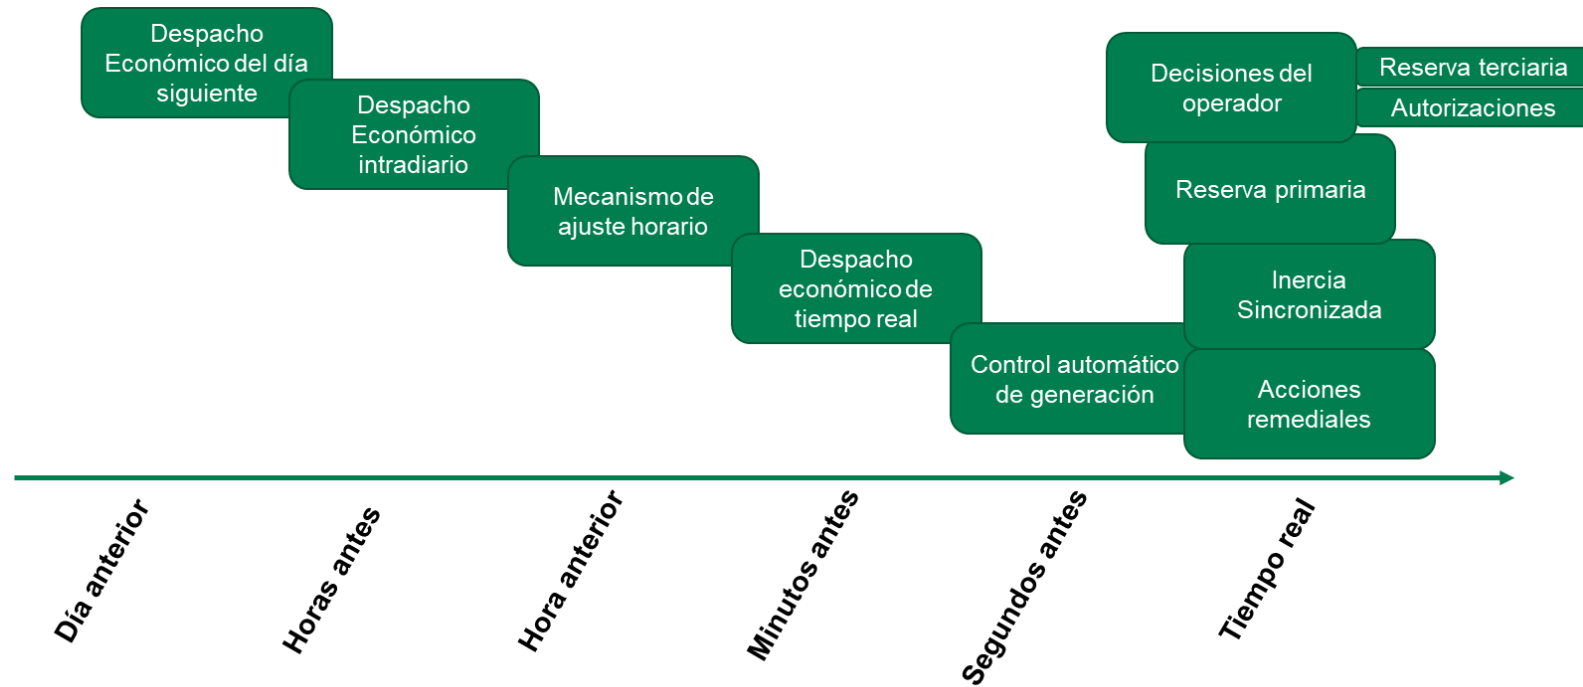 Despacho
Económico del día
siguiente
Despacho
Económico
intradiario
Mecanismo de
ajuste horario
Despacho
económico de
tiempo real
Control automático
de generación
Decisiones del
operador
Reserva terciaria
Autorizaciones
Reserva primaria
Inercia
Sincronizada
Acciones
remediales
Día anterior
Horas antes
Hora anterior
Minutos antes
Segundos antes
Tiempo real